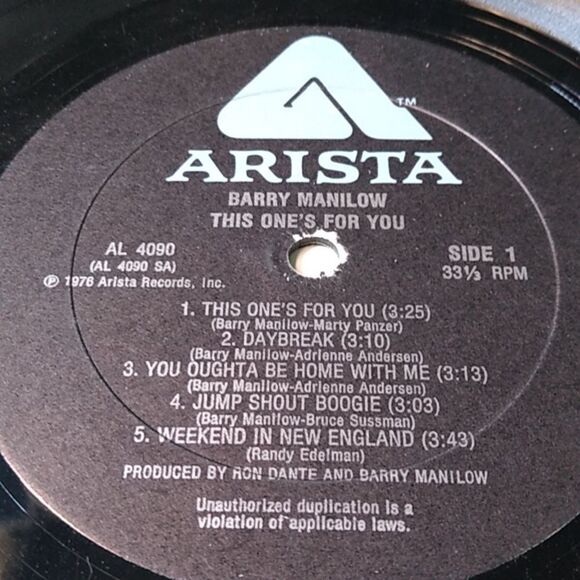 TM
ARISTA
BARRY MANILOW
THIS ONE'S FOR YOU
AL 4090
(AL 4090 SA)
℗ 1976 Arista Records, Inc.
SIDE 1
33⅓ RPM
1. THIS ONE'S FOR YOU (3:25)
(Barry Manilow-Marty Panzer)
2. DAYBREAK (3:10)
(Barry Manilow-Adrienne Andersen)
3. YOU OUGHTA BE HOME WITH ME (3:13)
(Barry Manilow-Adrienne Andersen)
4. JUMP SHOUT BOOGIE (3:03)
(Barry Manilow-Bruce Sussman)
5. WEEKEND IN NEW ENGLAND (3:43)
(Randy Edelman)
PRODUCED BY RON DANTE AND BARRY MANILOW
Unauthorized duplication is a
violation of applicable laws.